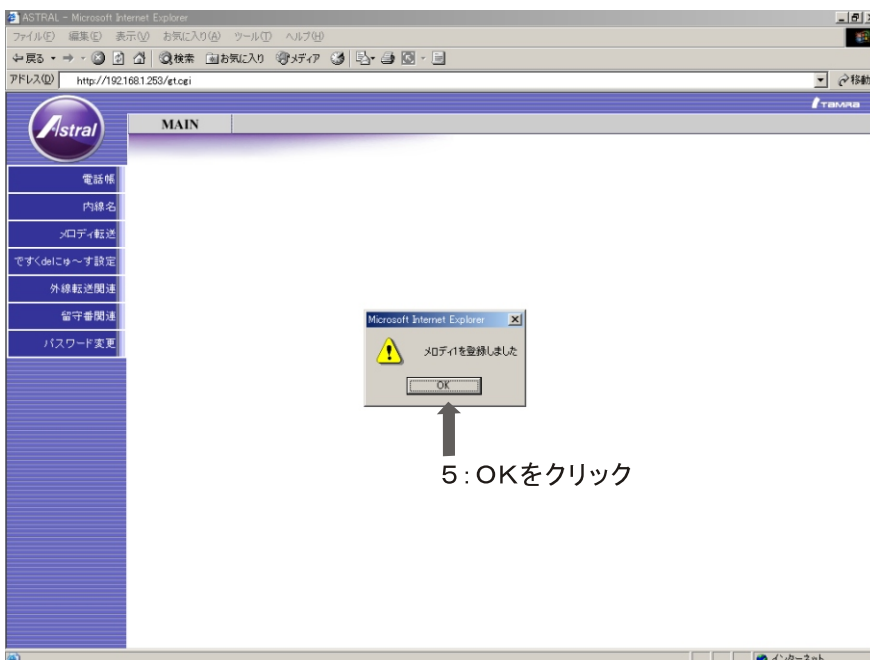 ASTRAL - Microsoft Internet Explorer
ファイル(F) 編集(E) 表示(V) お気に入り(A) ツール(T) ヘルプ(H)
戻る 検索 お気に入り メディア
アドレス(D) http://192.168.1.253/gt.cgi 移動
TAMURA
Astral
MAIN
電話帳
内線名
メロディ転送
ですくdelにゅ~す設定
外線転送関連
留守番関連
パスワード変更
Microsoft Internet Explorer
メロディ1を登録しました
OK
5:OKをクリック
インターネット